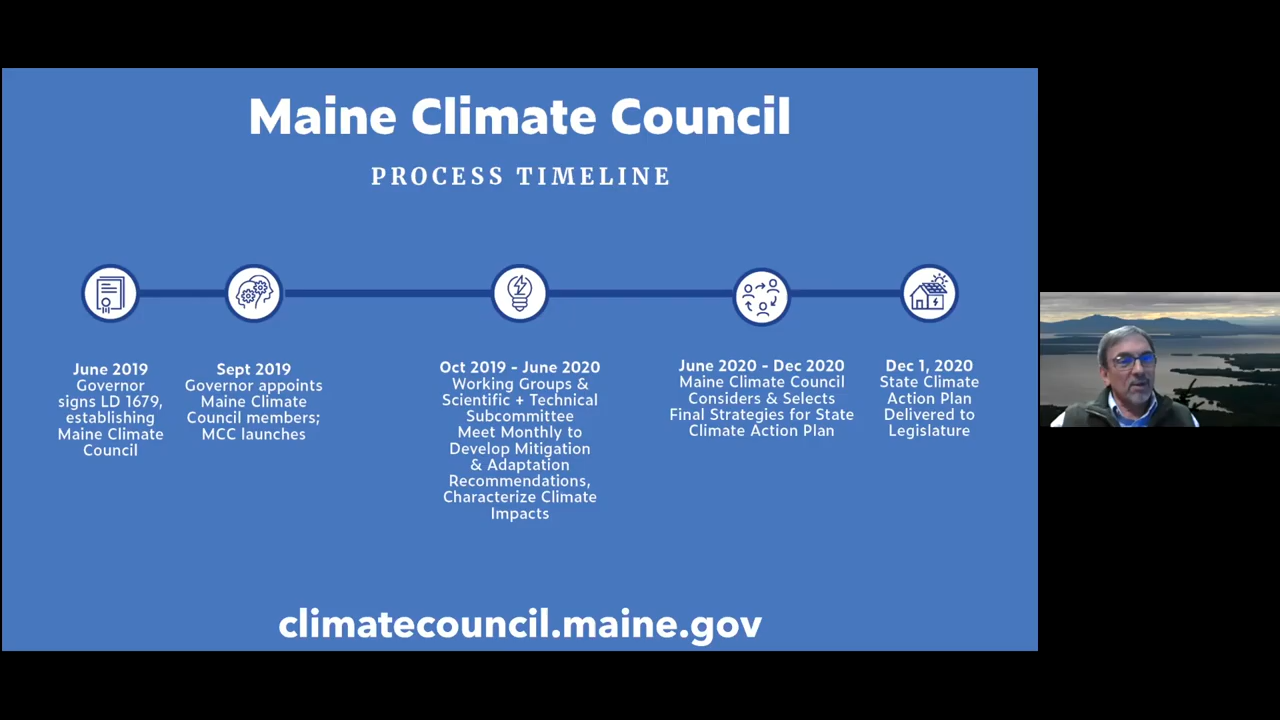 Maine Climate Council
PROCESS TIMELINE
June 2019
Governor
signs LD 1679,
establishing
Maine Climate
Council
Sept 2019
Governor appoints
Maine Climate
Council members;
MCC launches
Oct 2019 - June 2020
Working Groups &
Scientific + Technical
Subcommittee
Meet Monthly to
Develop Mitigation
& Adaptation
Recommendations,
Characterize Climate
Impacts
June 2020 - Dec 2020
Maine Climate Council
Considers & Selects
Final Strategies for State
Climate Action Plan
Dec 1, 2020
State Climate
Action Plan
Delivered to
Legislature
climatecouncil.maine.gov